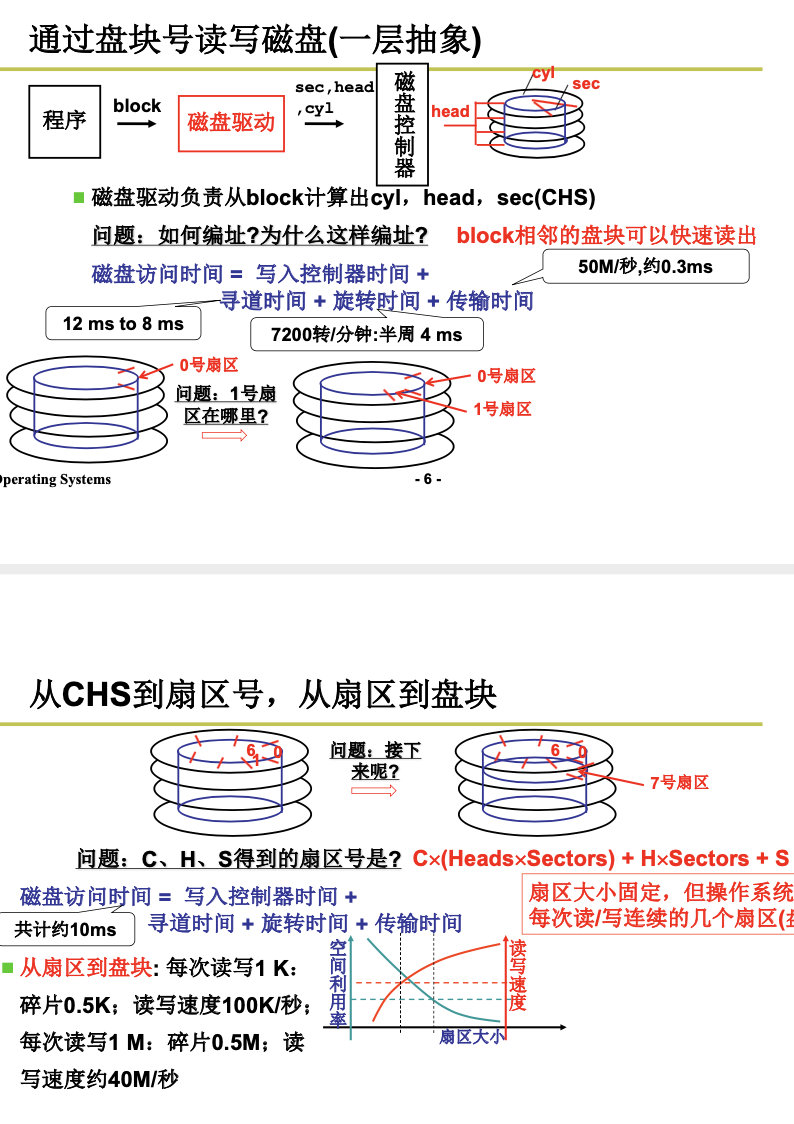 通过盘块号读写磁盘(一层抽象)
程序
block
磁盘驱动
sec,head
,cyl
磁盘控制器
head
cyl
sec
磁盘驱动负责从block计算出cyl，head，sec(CHS)
问题：如何编址?为什么这样编址?
block相邻的盘块可以快速读出
磁盘访问时间 = 写入控制器时间 +
50M/秒,约0.3ms
寻道时间 + 旋转时间 + 传输时间
12 ms to 8 ms
7200转/分钟:半周 4 ms
0号扇区
问题：1号扇
区在哪里?
0号扇区
1号扇区
Operating Systems
- 6 -
从CHS到扇区号，从扇区到盘块
6
0
1
问题：接下
来呢?
6
0
7号扇区
问题：C、H、S得到的扇区号是?
C×(Heads×Sectors) + H×Sectors + S
磁盘访问时间 = 写入控制器时间 +
寻道时间 + 旋转时间 + 传输时间
共计约10ms
扇区大小固定，但操作系统
每次读/写连续的几个扇区(
从扇区到盘块: 每次读写1 K：
碎片0.5K；读写速度100K/秒；
每次读写1 M：碎片0.5M；读
写速度约40M/秒
空间利用率
读写速度
扇区大小